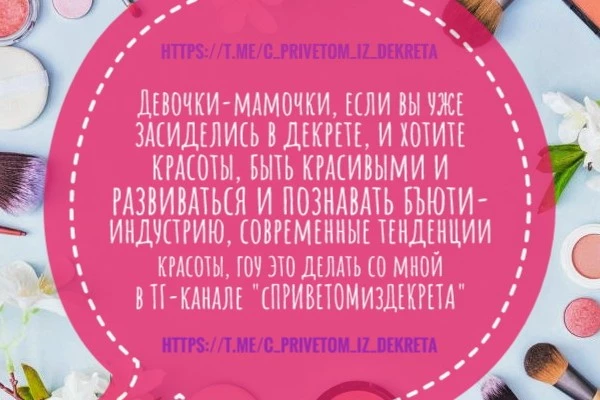 HTTPS://T.ME/C_PRIVETOM_IZ_DEKRETA
Девочки-мамочки, если вы уже
засиделись в декрете, и хотите
красоты, быть красивыми и
развиваться и познавать бъюти-
индустрию, современные тенденции
красоты, гоу это делать со мной
в ТГ-канале "сПРИВЕТОМизДЕКРЕТА"
HTTPS://T.ME/C_PRIVETOM_IZ_DEKRETA